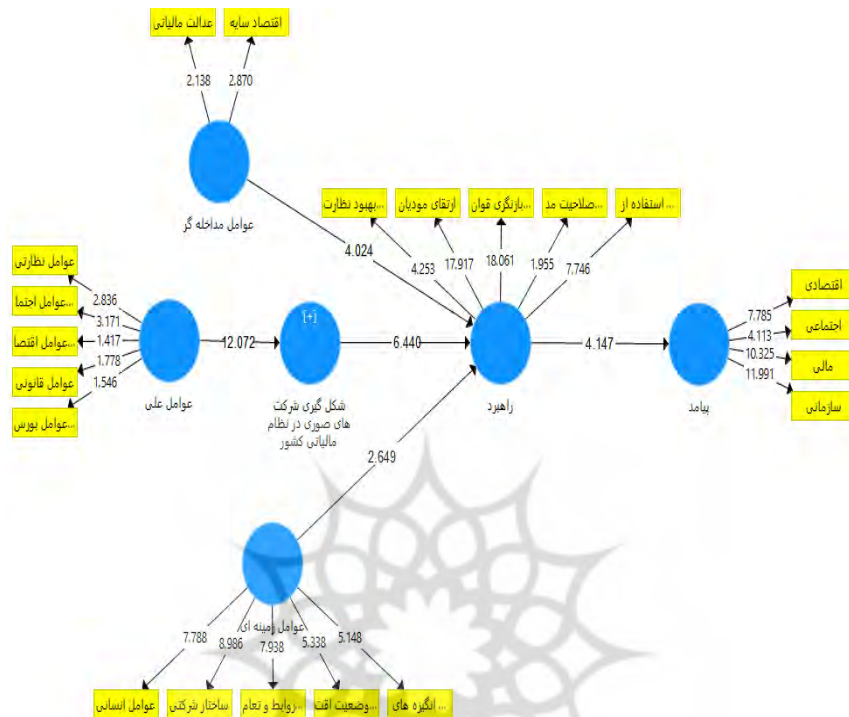 عدالت مالیاتی
اقتصاد سایه
2.138
2.870
عوامل مداخله گر
...بهبود نظارت
ارتقای مودیان
...بازنگری قوان
...صلاحیت مد
... استفاده از
4.024
4.253
17.917
18.061
1.955
7.746
عوامل نظارتی
...عوامل اجتما
...عوامل اقتصا
عوامل قانونی
...عوامل بورس
2.836
3.171
1.417
1.778
1.546
عوامل علی
12.072
[+]
شکل گیری شرکت
های صوری در نظام
مالیاتی کشور
6.440
راهبرد
4.147
پیامد
7.785
4.113
10.325
11.991
اقتصادی
اجتماعی
مالی
سازمانی
2.649
عوامل زمینه ای
7.788
8.986
7.938
5.338
5.148
عوامل انسانی
ساختار شرکتی
...روابط و تعام
...وضعیت اقت
... انگیزه های